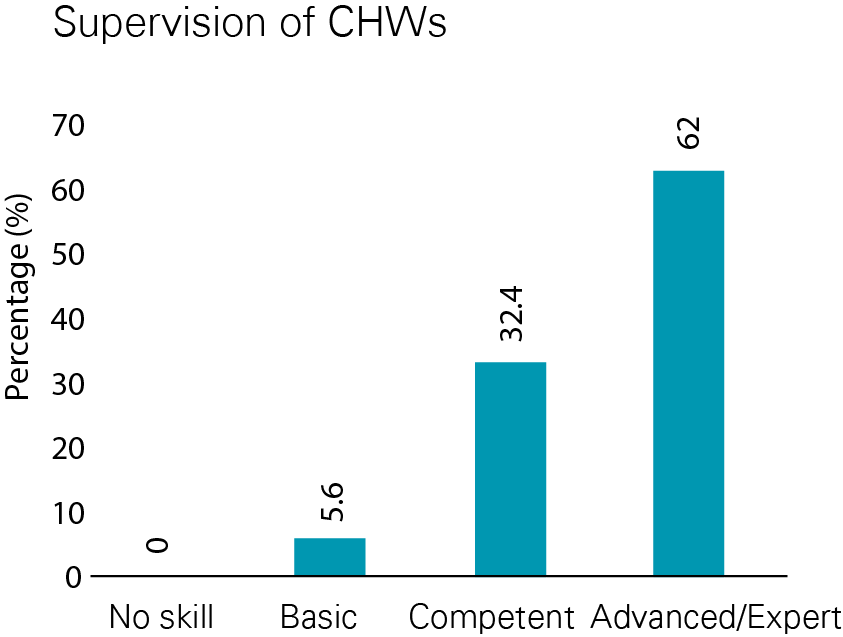 Supervision of CHWs
Percentage (%)
70
60
50
40
30
20
10
0
0
5.6
32.4
62
No skill
Basic
Competent
Advanced/Expert